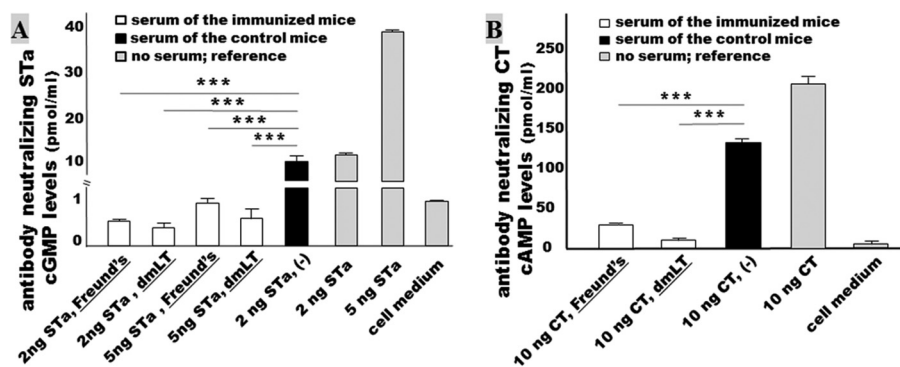 A
antibody neutralizing STa
cGMP levels (pmol/ml)
40
30
20
10
1
0
serum of the immunized mice
serum of the control mice
no serum; reference
***
***
***
***
2ng STa, Freund's
2ng STa , dmLT
5ng STa , Freund's
5ng STa, dmLT
2 ng STa, (-)
2 ng STa
5 ng STa
cell medium
B
antibody neutralizing CT
cAMP levels (pmol/ml)
250
200
150
100
50
0
serum of the immunized mice
serum of the control mice
no serum; reference
***
***
10 ng CT, Freund's
10 ng CT, dmLT
10 ng CT, (-)
10 ng CT
cell medium